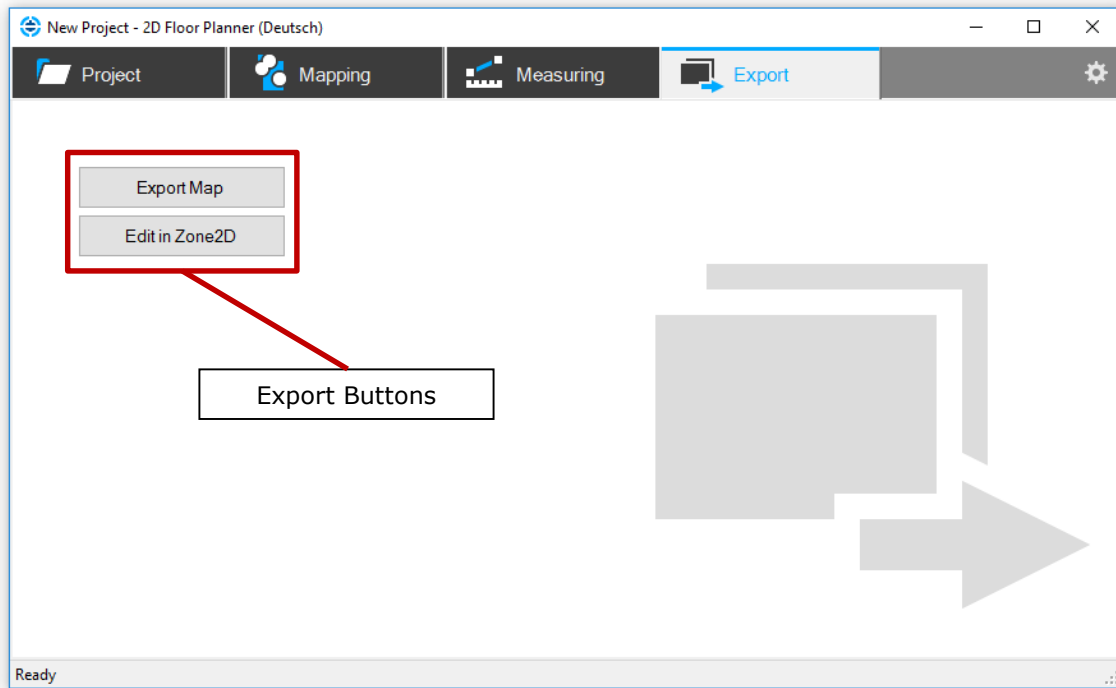 New Project - 2D Floor Planner (Deutsch)
Project
Mapping
Measuring
Export
Export Map
Edit in Zone2D
Export Buttons
Ready